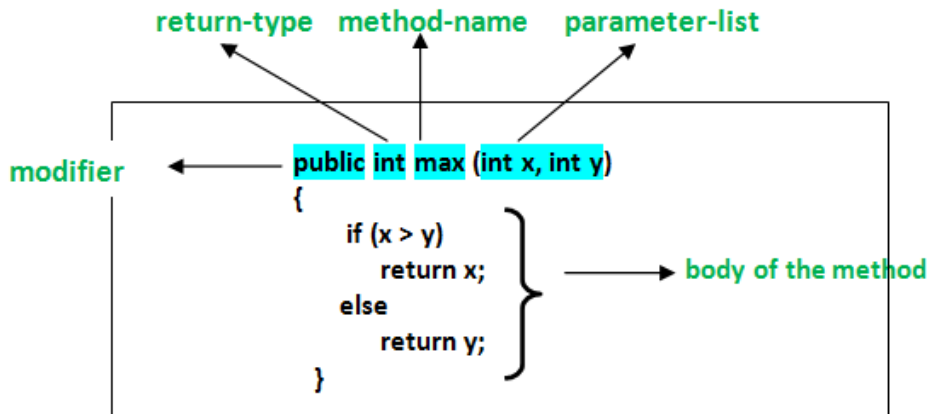 return-type method-name parameter-list
modifier
public int max (int x, int y)
{
if (x > y)
return x;
else
return y;
}
body of the method